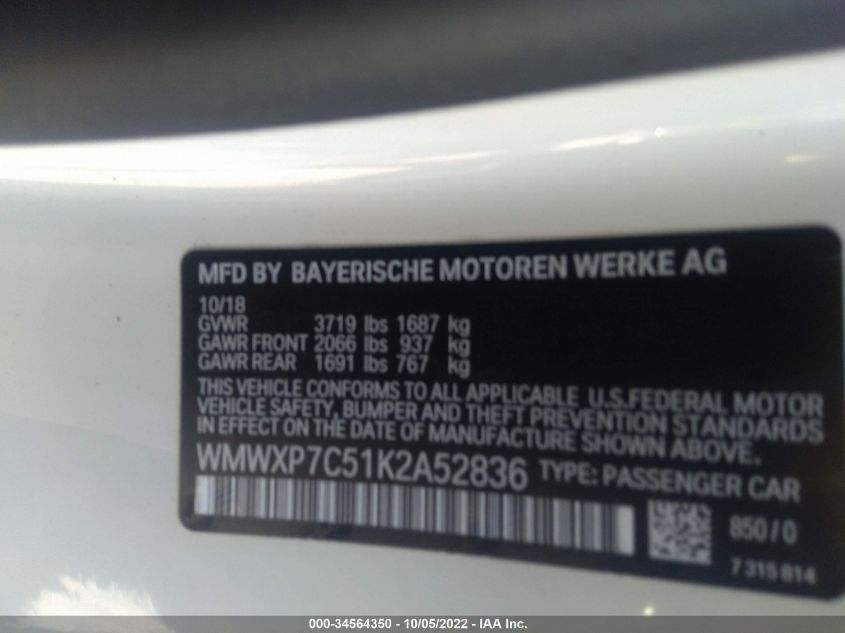 MFD BY BAYERISCHE MOTOREN WERKE AG
10/18
GVWR 3719 lbs 1687 kg
GAWR FRONT 2066 lbs 937 kg
GAWR REAR 1691 lbs 767 kg
THIS VEHICLE CONFORMS TO ALL APPLICABLE U.S.FEDERAL MOTOR
VEHICLE SAFETY, BUMPER AND THEFT PREVENTION STANDARDS
IN EFFECT ON THE DATE OF MANUFACTURE SHOWN ABOVE.
WMWXP7C51K2A52836 TYPE: PASSENGER CAR
850/0
7 315 814
000-34564350 - 10/05/2022 - IAA Inc.